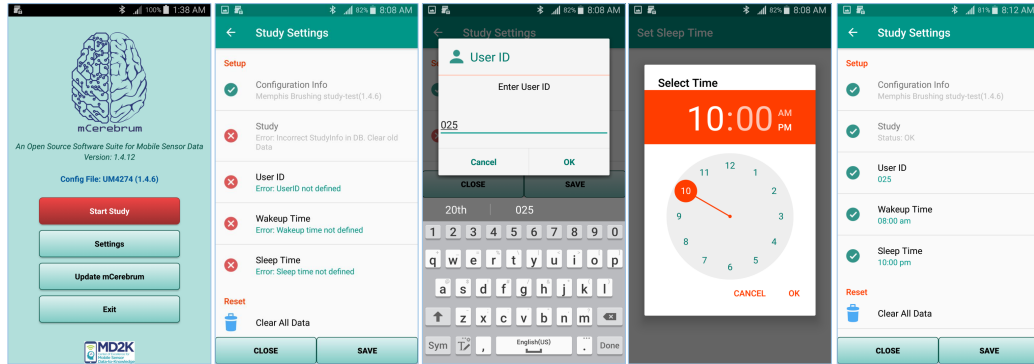 100% 1:38 AM
mCerebrum
An Open Source Software Suite for Mobile Sensor Data
Version: 1.4.12
Config File: UM4274 (1.4.6)
Start Study
Settings
Update mCerebrum
Exit
MD2K
82% 8:08 AM
Study Settings
Setup
Configuration Info
Memphis Brushing study-test(1.4.6)
Study
Error: Incorrect StudyInfo in DB. Clear old
Data
User ID
Error: UserID not defined
Wakeup Time
Error: Wakeup time not defined
Sleep Time
Error: Sleep time not defined
Reset
Clear All Data
CLOSE SAVE
82% 8:08 AM
Study Settings
User ID
Enter User ID
025
Cancel OK
CLOSE SAVE
20th 025
1 2 3 4 5 6 7 8 9 0
q w e r t y u i o p
a s d f g h j k l
z x c v b n m
Sym , English(US) . Done
82% 8:08 AM
Set Sleep Time
Select Time
10:00 AM
PM
12
11 1
10 2
9 3
8 4
7 5
6
CANCEL OK
81% 8:12 AM
Study Settings
Setup
Configuration Info
Memphis Brushing study-test(1.4.6)
Study
Status: OK
User ID
025
Wakeup Time
08:00 am
Sleep Time
10:00 pm
Reset
Clear All Data
CLOSE SAVE